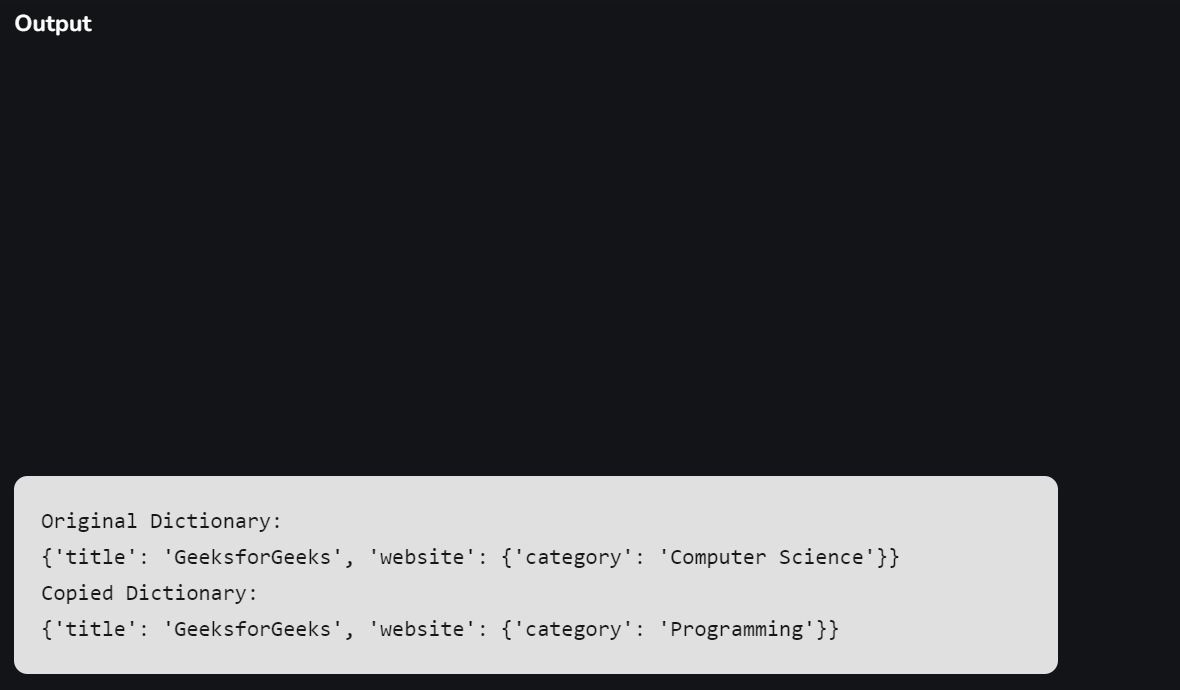 Output
Original Dictionary:
{'title': 'GeeksforGeeks', 'website': {'category': 'Computer Science'}}
Copied Dictionary:
{'title': 'GeeksforGeeks', 'website': {'category': 'Programming'}}